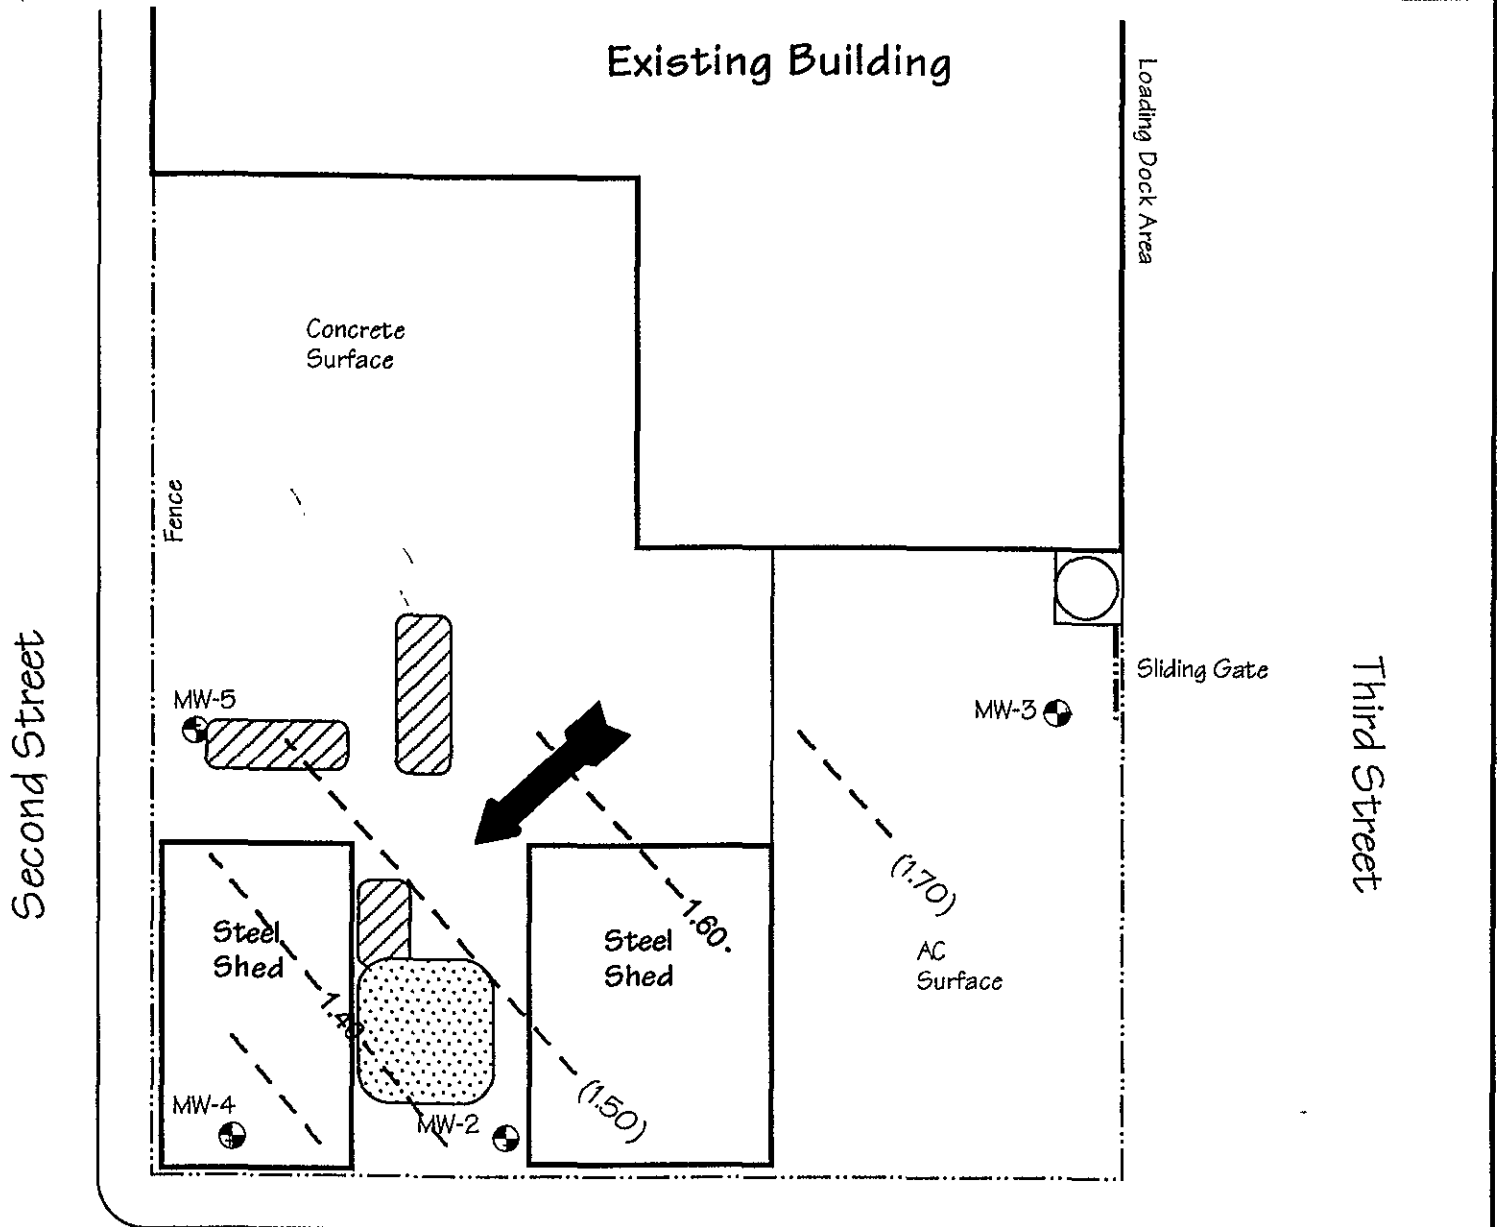 Existing Building
Loading Dock Area
Concrete
Surface
Fence
Second Street
MW-5
MW-3
Sliding Gate
Third Street
(1.70)
1.60
Steel
Shed
Steel
Shed
AC
Surface
1.40
(1.50)
MW-4
MW-2